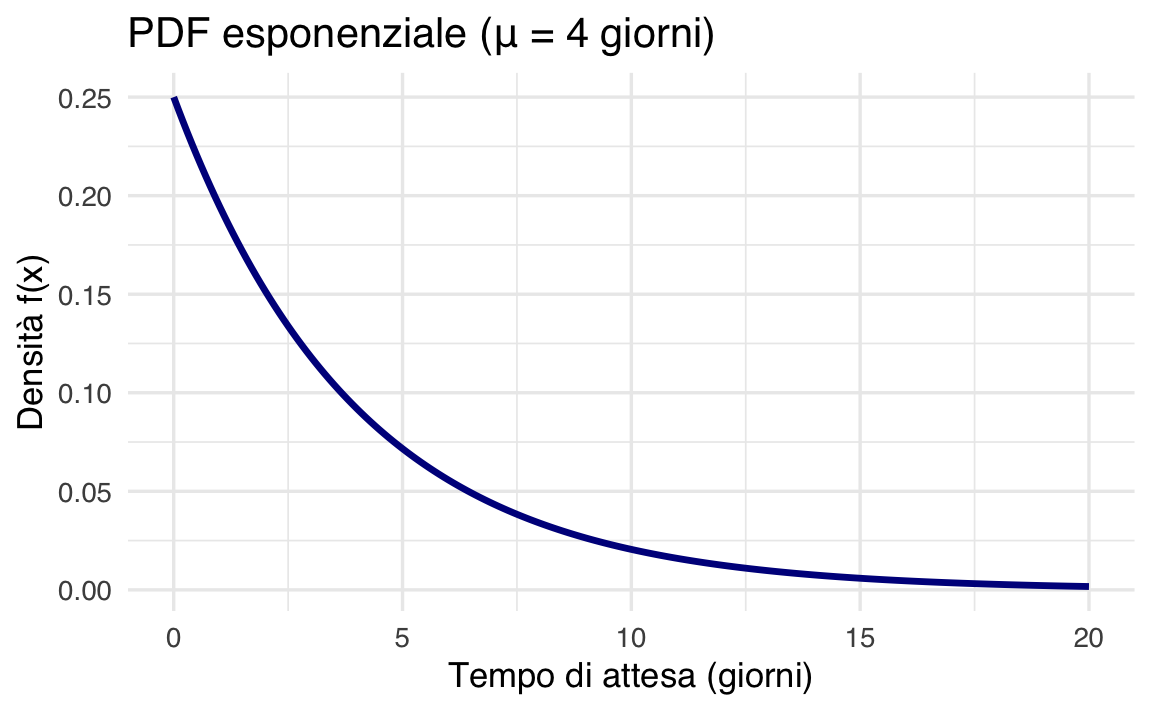 PDF esponenziale (μ = 4 giorni)
Densità f(x)
0.25
0.20
0.15
0.10
0.05
0.00
0 5 10 15 20
Tempo di attesa (giorni)